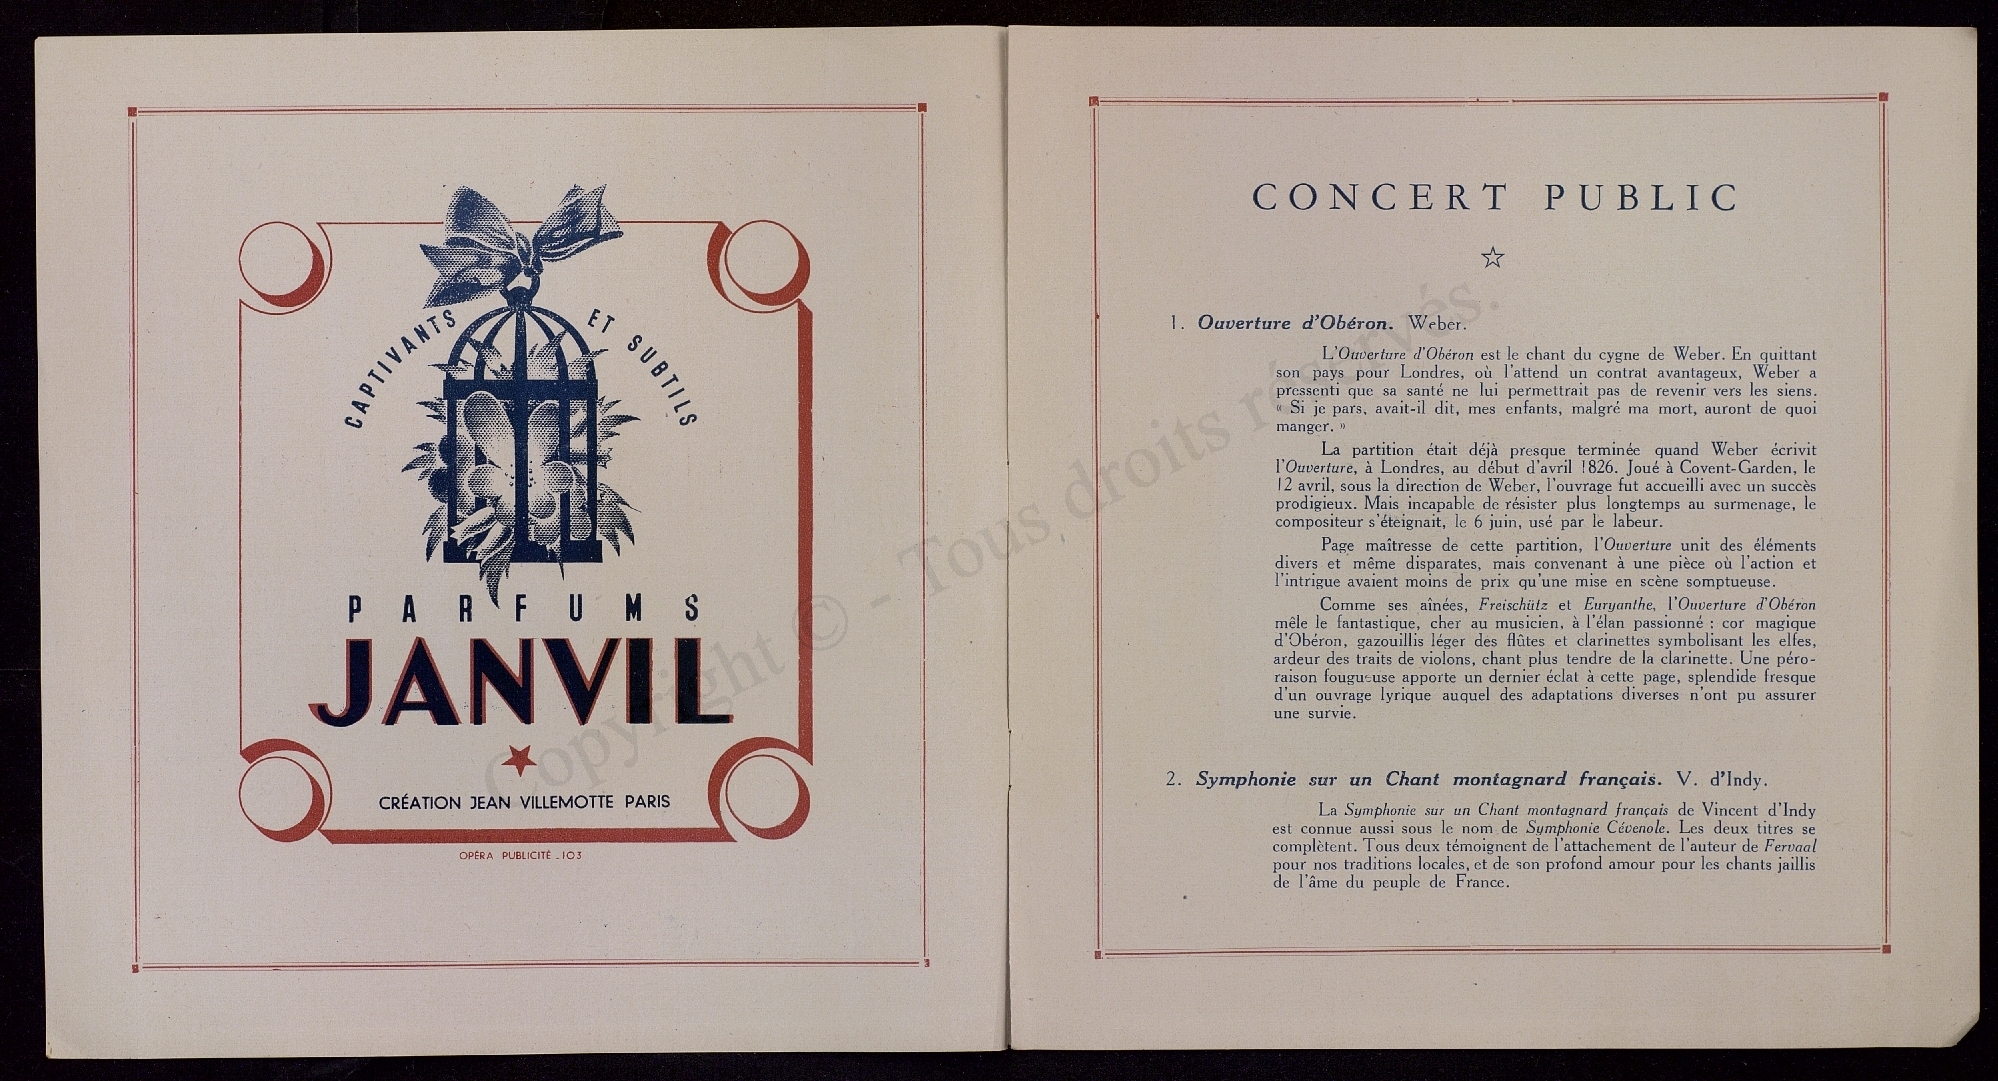 CAPTIVANTS ET SUBTILS
PARFUMS
JANVIL
CRÉATION JEAN VILLEMOTTE PARIS
OPÉRA PUBLICITÉ - 103
CONCERT PUBLIC
1. Ouverture d'Obéron. Weber.
L'Ouverture d'Obéron est le chant du cygne de Weber. En quittant
son pays pour Londres, où l'attend un contrat avantageux, Weber a
pressenti que sa santé ne lui permettrait pas de revenir vers les siens.
« Si je pars, avait-il dit, mes enfants, malgré ma mort, auront de quoi
manger. »
La partition était déjà presque terminée quand Weber écrivit
l'Ouverture, à Londres, au début d'avril 1826. Joué à Covent-Garden, le
12 avril, sous la direction de Weber, l'ouvrage fut accueilli avec un succès
prodigieux. Mais incapable de résister plus longtemps au surmenage, le
compositeur s'éteignait, le 6 juin, usé par le labeur.
Page maîtresse de cette partition, l'Ouverture unit des éléments
divers et même disparates, mais convenant à une pièce où l'action et
l'intrigue avaient moins de prix qu'une mise en scène somptueuse.
Comme ses aînées, Freischütz et Euryanthe, l'Ouverture d'Obéron
mêle le fantastique, cher au musicien, à l'élan passionné : cor magique
d'Obéron, gazouillis léger des flûtes et clarinettes symbolisant les elfes,
ardeur des traits de violons, chant plus tendre de la clarinette. Une péro-
raison fougueuse apporte un dernier éclat à cette page, splendide fresque
d'un ouvrage lyrique auquel des adaptations diverses n'ont pu assurer
une survie.
2. Symphonie sur un Chant montagnard français. V. d'Indy.
La Symphonie sur un Chant montagnard français de Vincent d'Indy
est connue aussi sous le nom de Symphonie Cévenole. Les deux titres se
complètent. Tous deux témoignent de l'attachement de l'auteur de Fervaal
pour nos traditions locales, et de son profond amour pour les chants jaillis
de l'âme du peuple de France.
Copyright © - Tous droits réservés.